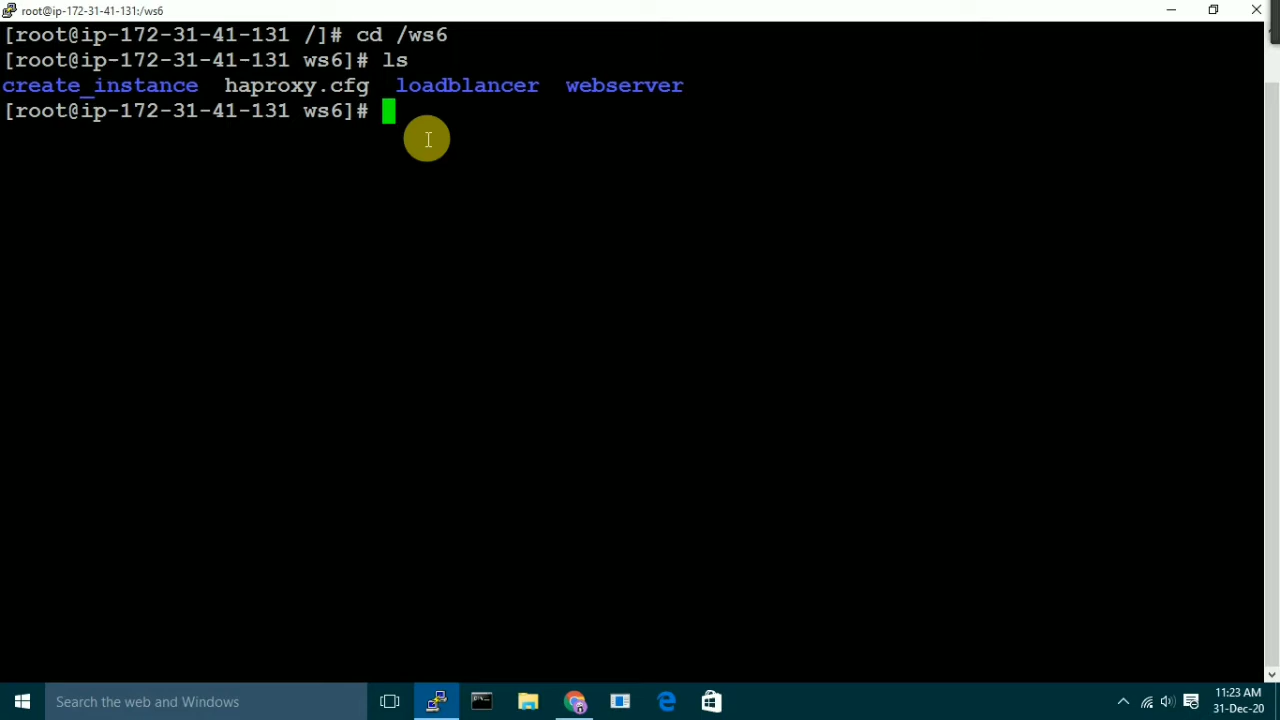 root@ip-172-31-41-131:/ws6
[root@ip-172-31-41-131 /]# cd /ws6
[root@ip-172-31-41-131 ws6]# ls
create_instance haproxy.cfg loadblancer webserver
[root@ip-172-31-41-131 ws6]#
Search the web and Windows
11:23 AM
31-Dec-20